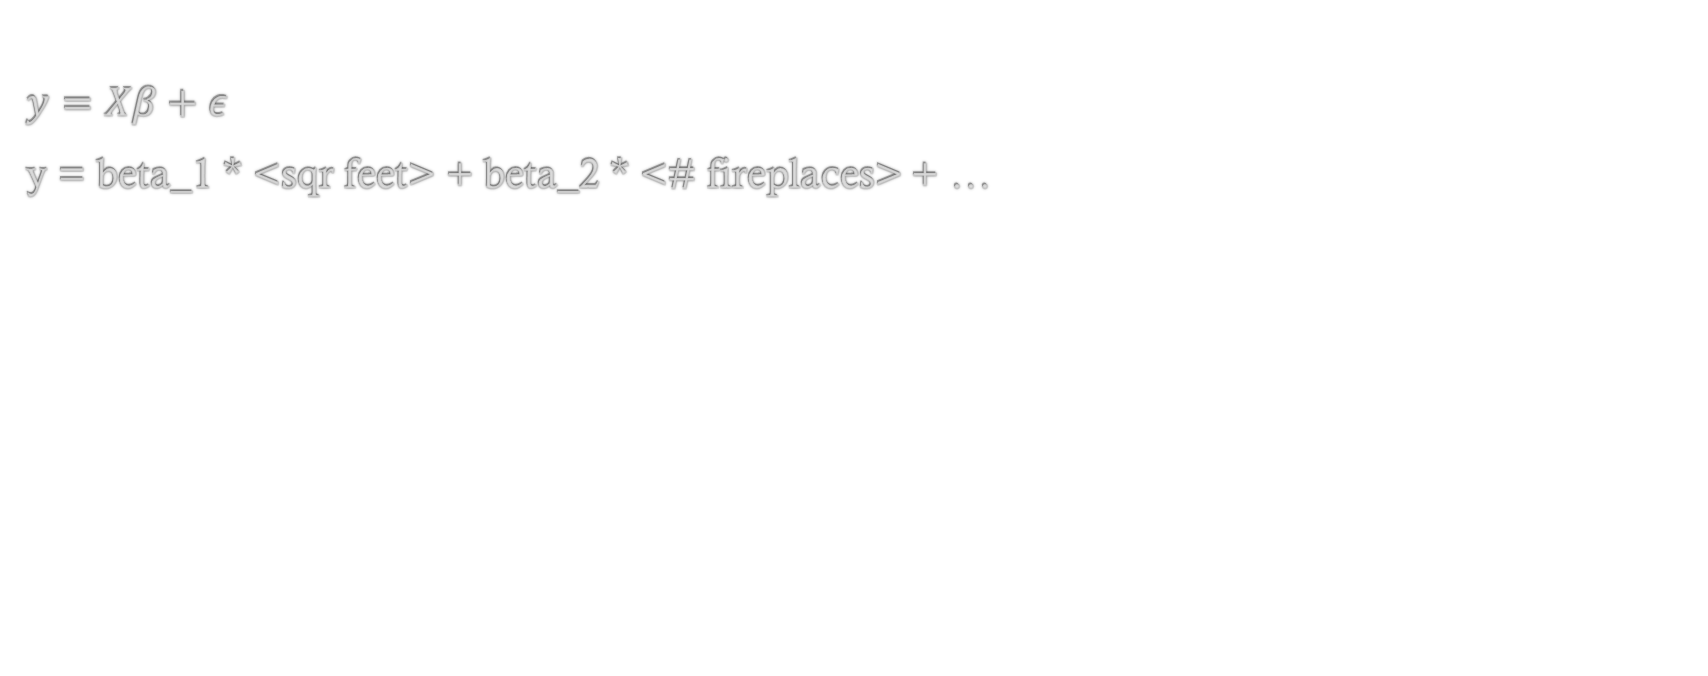 y = Xβ + ϵ
y = beta_1 * <sqr feet> + beta_2 * <# fireplaces> + …